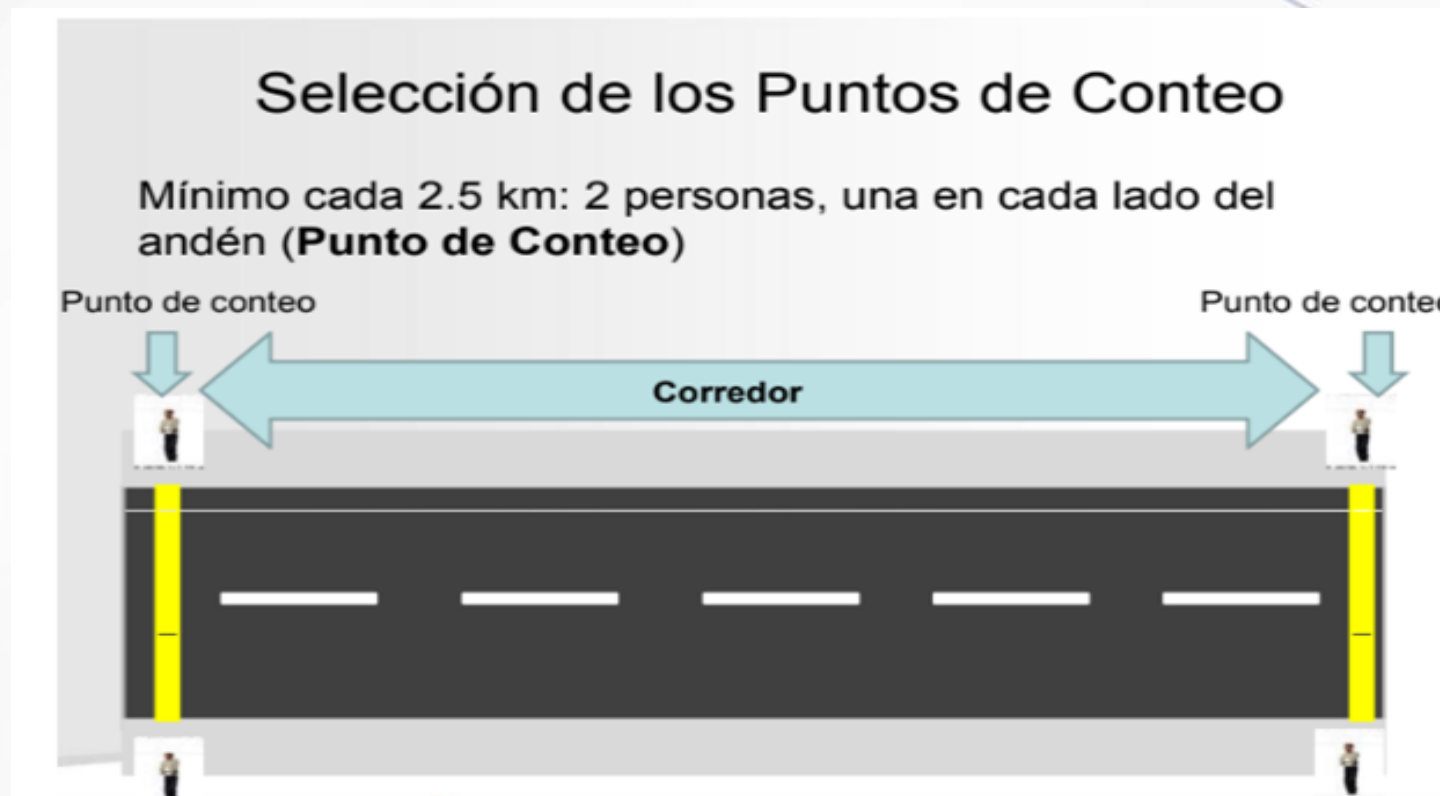 Selección de los Puntos de Conteo
Mínimo cada 2.5 km: 2 personas, una en cada lado del
andén (Punto de Conteo)
Punto de conteo
Punto de conteo
Corredor